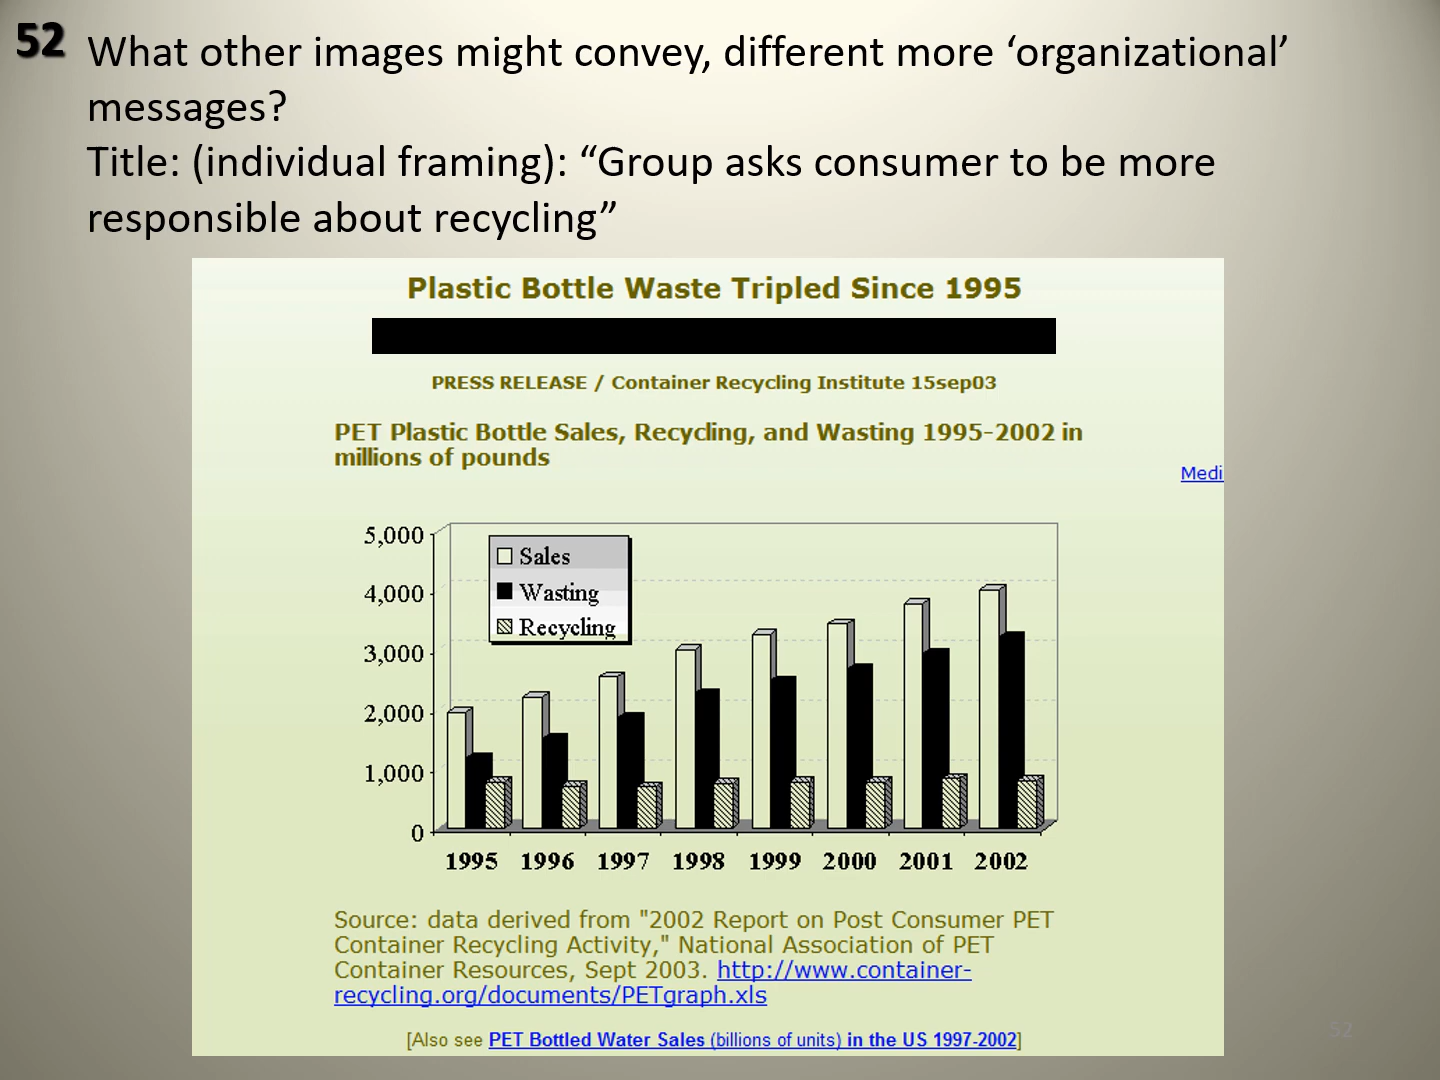 52
What other images might convey, different more ‘organizational’
messages?
Title: (individual framing): “Group asks consumer to be more
responsible about recycling”
Plastic Bottle Waste Tripled Since 1995
PRESS RELEASE / Container Recycling Institute 15sep03
PET Plastic Bottle Sales, Recycling, and Wasting 1995-2002 in
millions of pounds
Medi
5,000
4,000
3,000
2,000
1,000
0
Sales
Wasting
Recycling
1995 1996 1997 1998 1999 2000 2001 2002
Source: data derived from "2002 Report on Post Consumer PET
Container Recycling Activity," National Association of PET
Container Resources, Sept 2003. http://www.container-
recycling.org/documents/PETgraph.xls
[Also see PET Bottled Water Sales (billions of units) in the US 1997-2002]
52